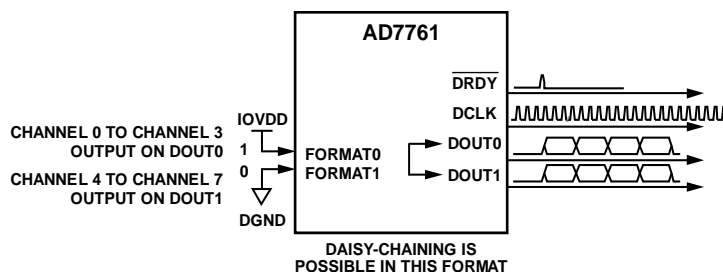 AD7761
DRDY
DCLK
IOVDD
CHANNEL 0 TO CHANNEL 3
OUTPUT ON DOUT0
1
FORMAT0
DOUT0
0
FORMAT1
CHANNEL 4 TO CHANNEL 7
OUTPUT ON DOUT1
DOUT1
DGND
DAISY-CHAINING IS
POSSIBLE IN THIS FORMAT